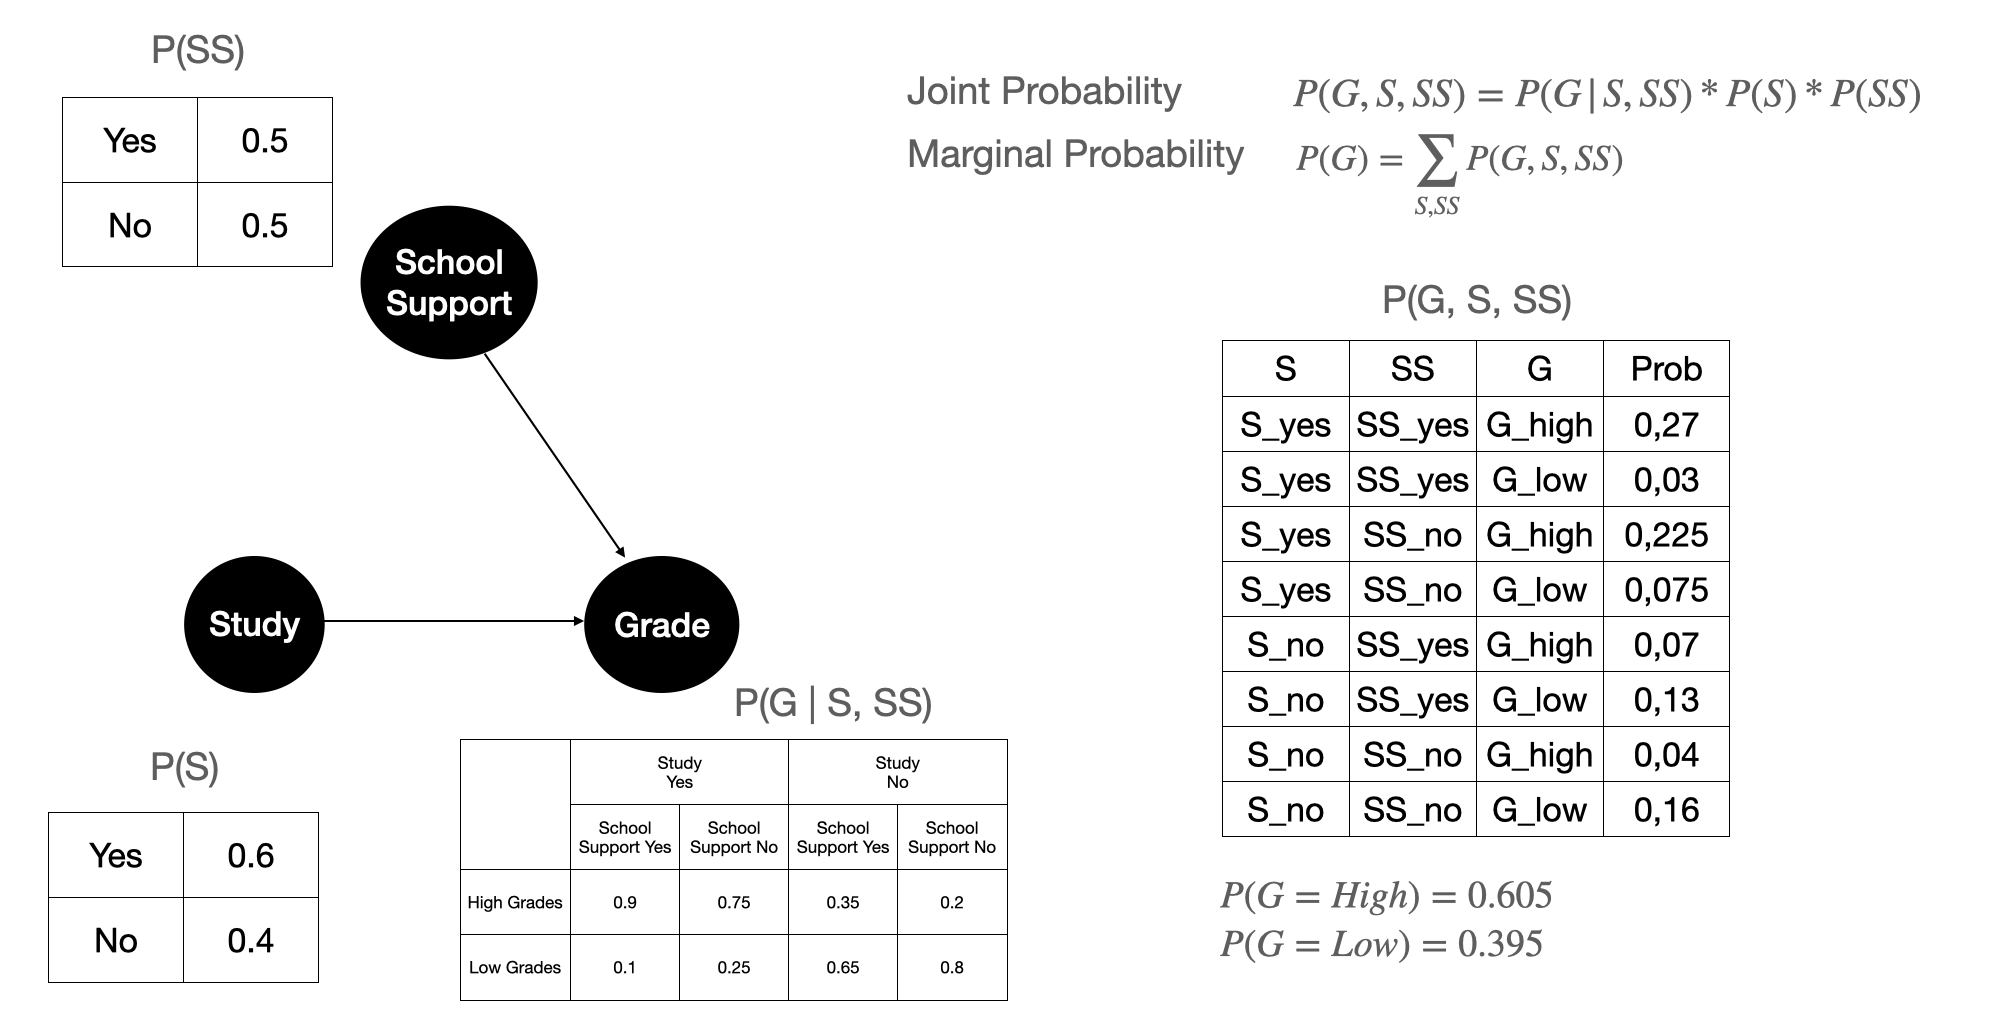 P(SS)
Yes 0.5
No 0.5
School
Support
Study
Grade
P(S)
Yes 0.6
No 0.4
P(G | S, SS)
Study
Yes
Study
No
School
Support Yes
School
Support No
School
Support Yes
School
Support No
High Grades 0.9 0.75 0.35 0.2
Low Grades 0.1 0.25 0.65 0.8
Joint Probability P(G, S, SS) = P(G | S, SS) * P(S) * P(SS)
Marginal Probability P(G) = ∑ P(G, S, SS)
S,SS
P(G, S, SS)
S SS G Prob
S_yes SS_yes G_high 0,27
S_yes SS_yes G_low 0,03
S_yes SS_no G_high 0,225
S_yes SS_no G_low 0,075
S_no SS_yes G_high 0,07
S_no SS_yes G_low 0,13
S_no SS_no G_high 0,04
S_no SS_no G_low 0,16
P(G = High) = 0.605
P(G = Low) = 0.395